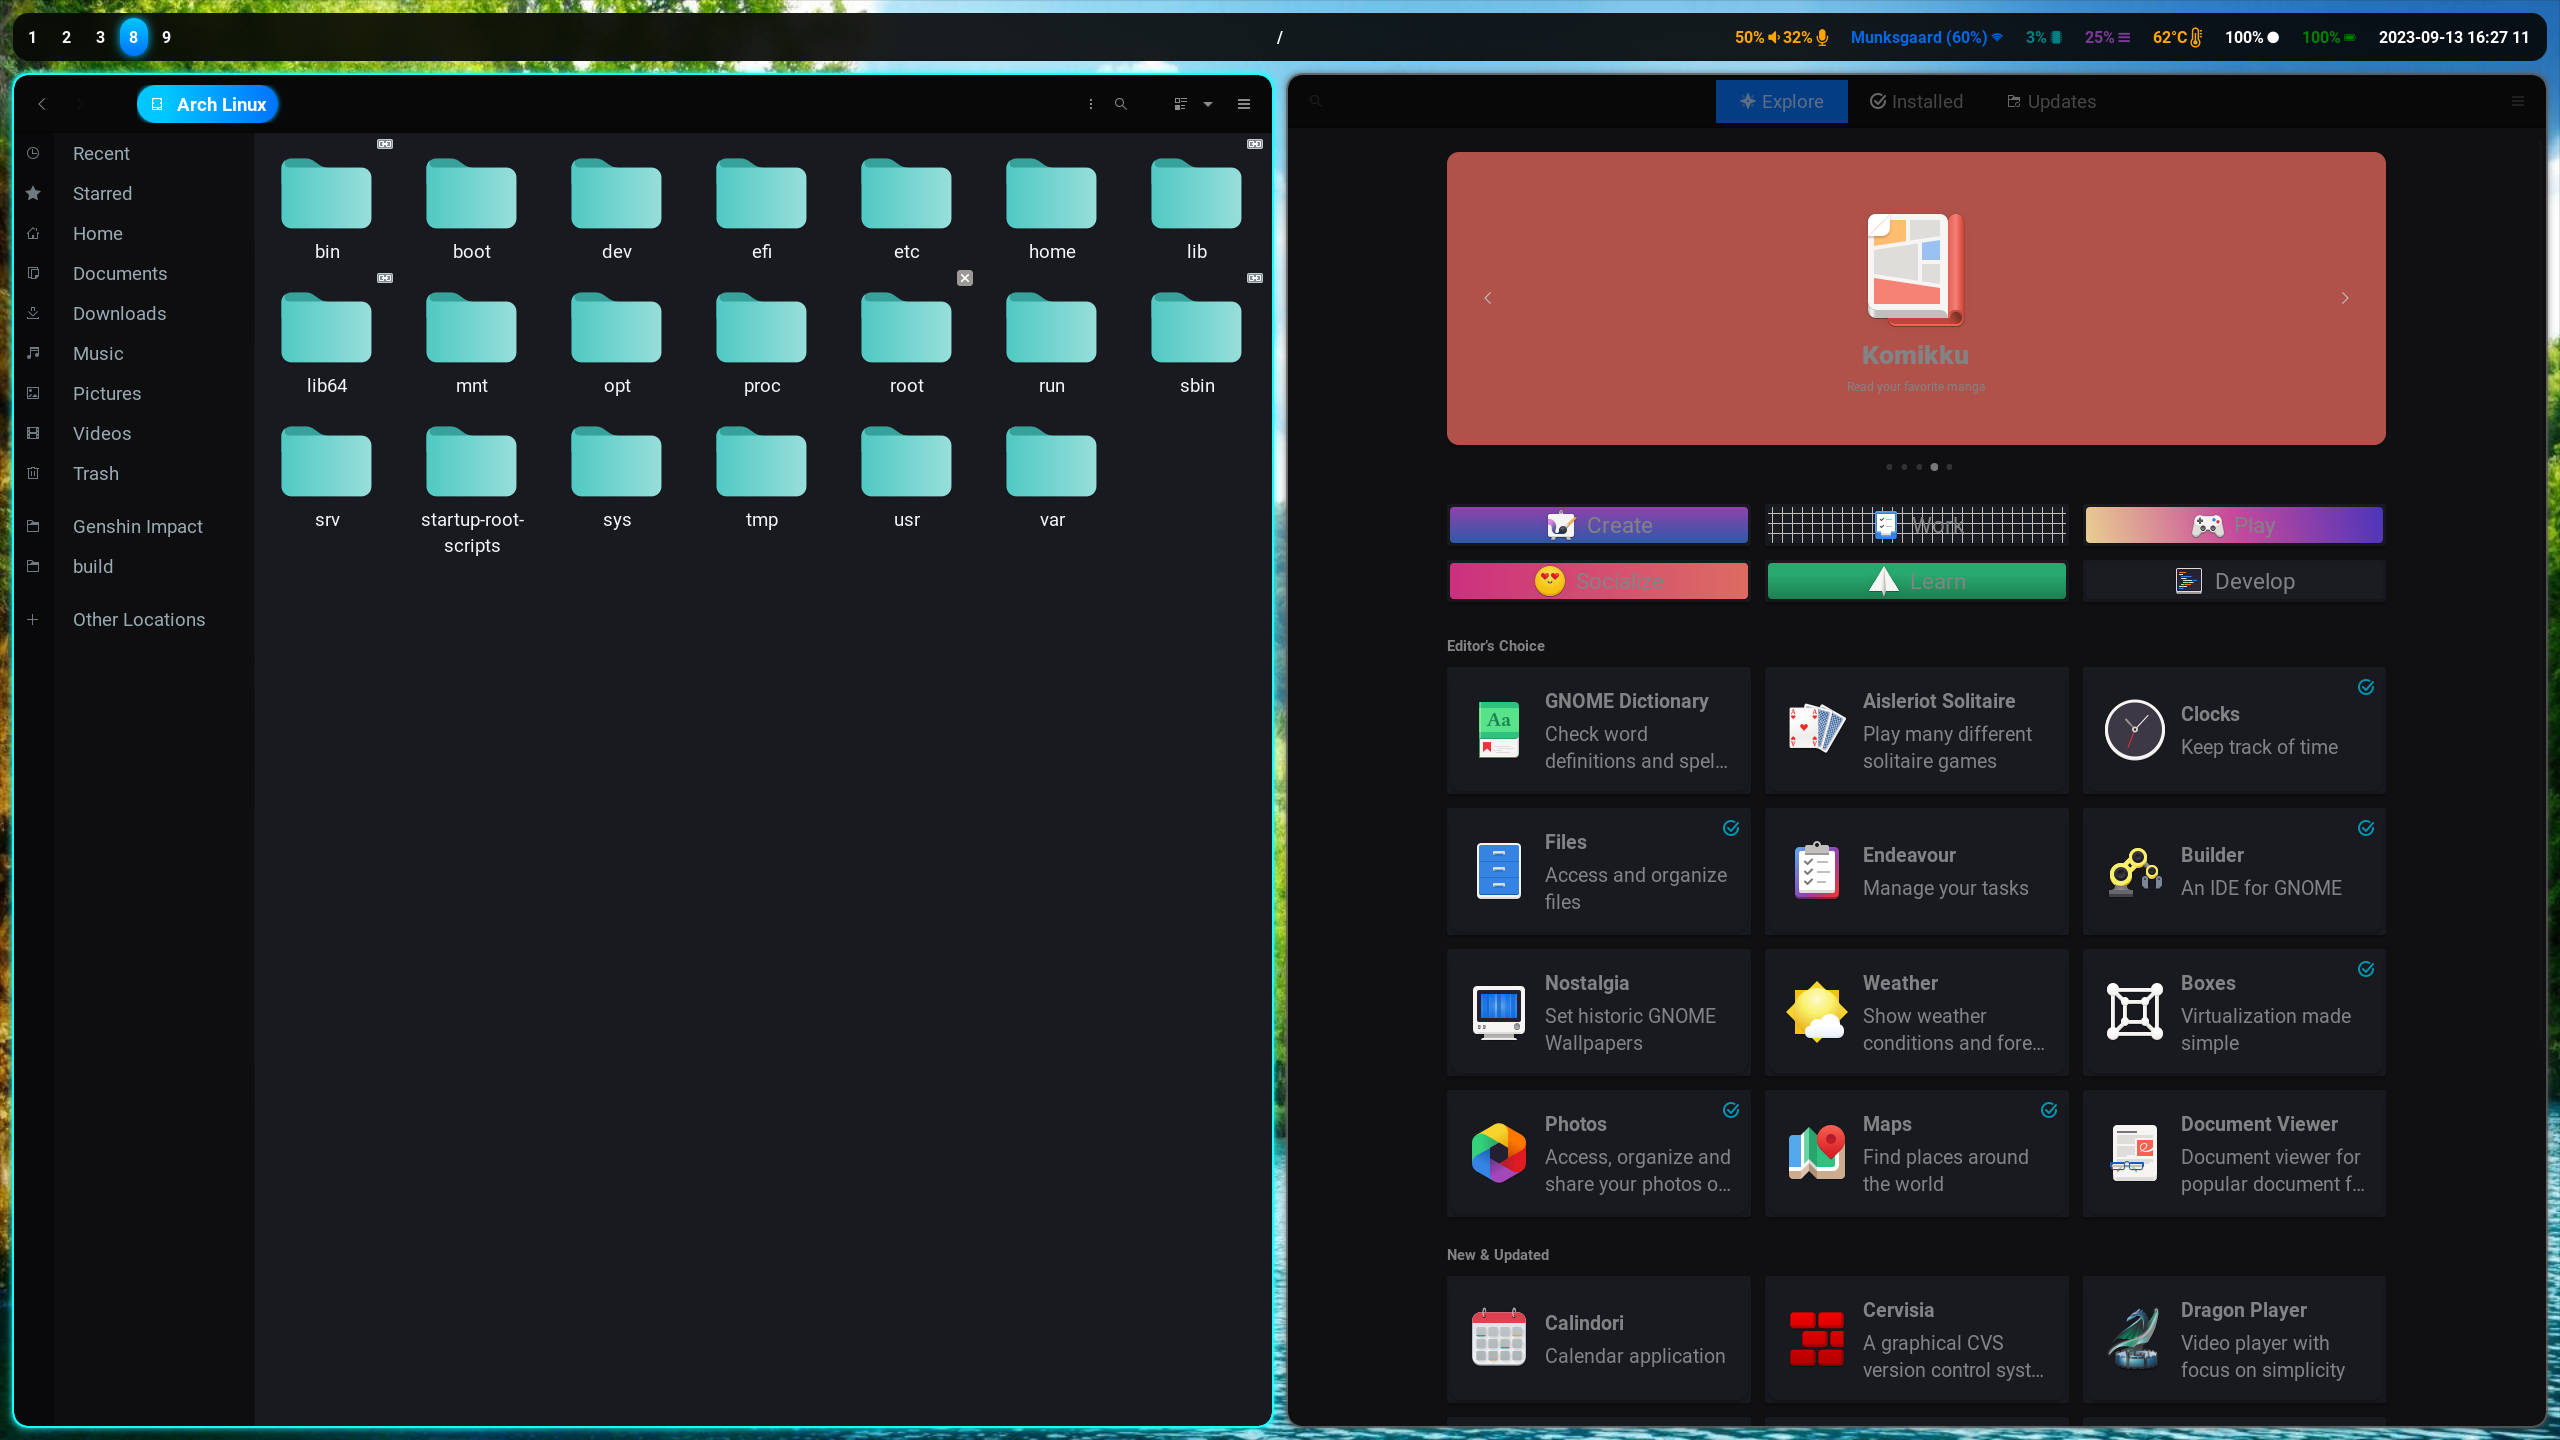 1 2 3 8 9
/
50% 32% Munksgaard (60%) 3% 25% 62°C 100% 100% 2023-09-13 16:27 11
Arch Linux
Recent
Starred
Home
Documents
Downloads
Music
Pictures
Videos
Trash
Genshin Impact
build
Other Locations
bin boot dev efi etc home lib
lib64 mnt opt proc root run sbin
srv startup-root- sys tmp usr var
scripts
Explore Installed Updates
Komikku
Read your favorite manga
Create Work Play
Socialize Learn Develop
Editor's Choice
GNOME Dictionary
Check word
definitions and spel...
Aisleriot Solitaire
Play many different
solitaire games
Clocks
Keep track of time
Files
Access and organize
files
Endeavour
Manage your tasks
Builder
An IDE for GNOME
Nostalgia
Set historic GNOME
Wallpapers
Weather
Show weather
conditions and fore...
Boxes
Virtualization made
simple
Photos
Access, organize and
share your photos o...
Maps
Find places around
the world
Document Viewer
Document viewer for
popular document f...
New & Updated
Calindori
Calendar application
Cervisia
A graphical CVS
version control syst...
Dragon Player
Video player with
focus on simplicity